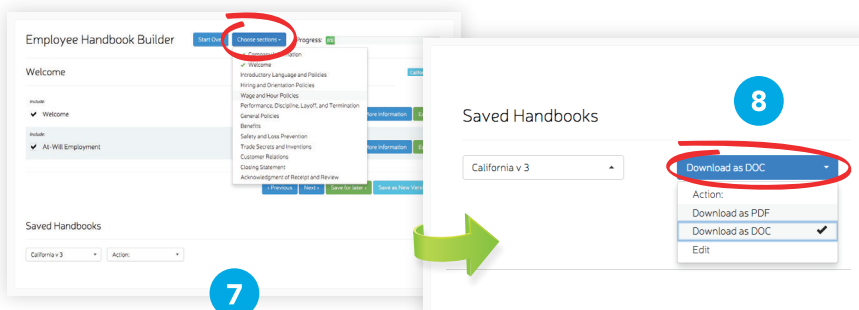 Employee Handbook Builder
Start Over
Choose sections
Progress:
Company Information
✔ Welcome
Introductory Language and Policies
Hiring and Orientation Policies
Wage and Hour Policies
Performance, Discipline, Layoff, and Termination
General Policies
Benefits
Safety and Loss Prevention
Trade Secrets and Inventions
Customer Relations
Closing Statement
Acknowledgment of Receipt and Review
Welcome
Include:
✔ Welcome
More Information
Include:
✔ At-Will Employment
More Information
‹ Previous
Next ›
Save for later ›
Save as New
Saved Handbooks
California v 3
Action:
7
Saved Handbooks
8
California v 3
Download as DOC
Action:
Download as PDF
Download as DOC ✔
Edit